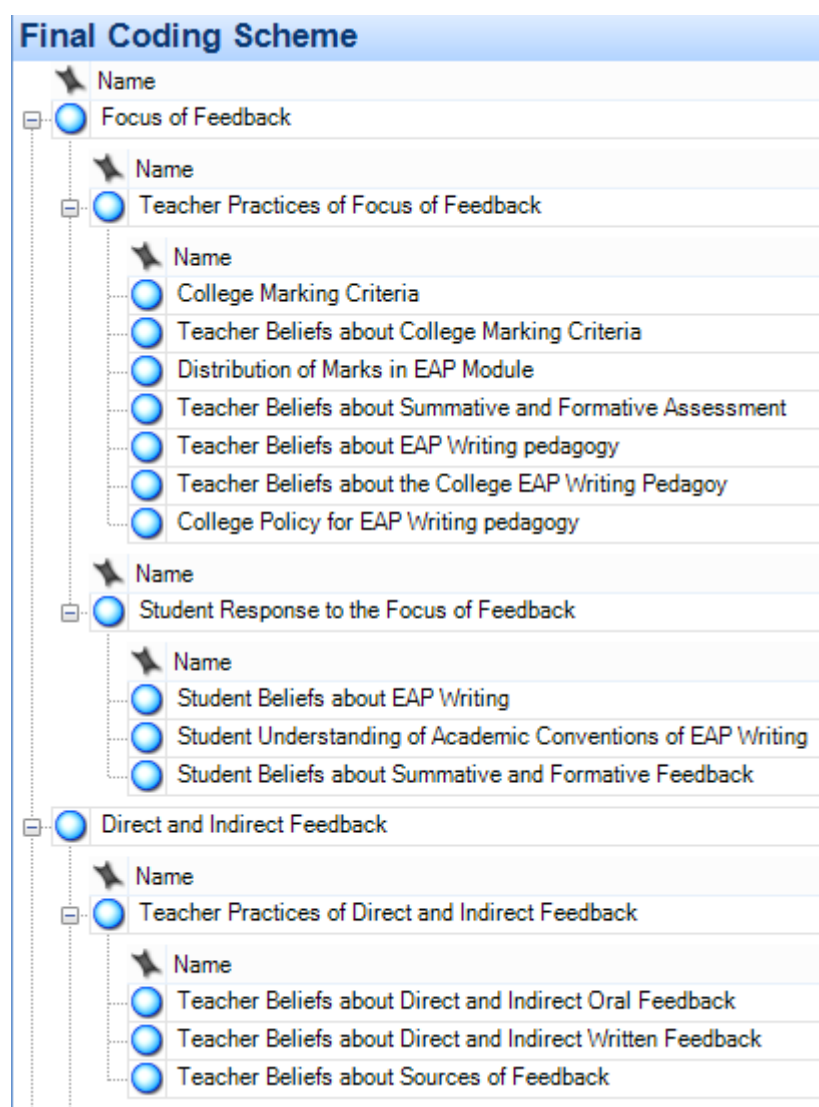 Final Coding Scheme
Name
Focus of Feedback
Name
Teacher Practices of Focus of Feedback
Name
College Marking Criteria
Teacher Beliefs about College Marking Criteria
Distribution of Marks in EAP Module
Teacher Beliefs about Summative and Formative Assessment
Teacher Beliefs about EAP Writing pedagogy
Teacher Beliefs about the College EAP Writing Pedagoy
College Policy for EAP Writing pedagogy
Name
Student Response to the Focus of Feedback
Name
Student Beliefs about EAP Writing
Student Understanding of Academic Conventions of EAP Writing
Student Beliefs about Summative and Formative Feedback
Direct and Indirect Feedback
Name
Teacher Practices of Direct and Indirect Feedback
Name
Teacher Beliefs about Direct and Indirect Oral Feedback
Teacher Beliefs about Direct and Indirect Written Feedback
Teacher Beliefs about Sources of Feedback